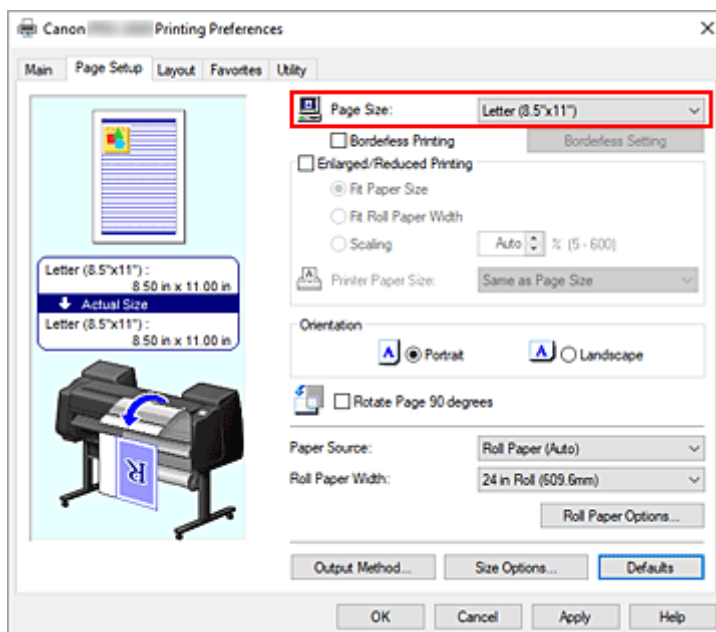 Canon Printing Preferences
Main Page Setup Layout Favorites Utility
Page Size: Letter (8.5"x11")
Borderless Printing Borderless Setting
Enlarged/Reduced Printing
Fit Paper Size
Fit Roll Paper Width
Scaling Auto % (5 - 600)
Printer Paper Size: Same as Page Size
Letter (8.5"x11") :
8.50 in x 11.00 in
Actual Size
Letter (8.5"x11") :
8.50 in x 11.00 in
Orientation
A Portrait A Landscape
Rotate Page 90 degrees
R
Paper Source: Roll Paper (Auto)
Roll Paper Width: 24 in Roll (609.6mm)
Roll Paper Options...
Output Method... Size Options... Defaults
OK Cancel Apply Help